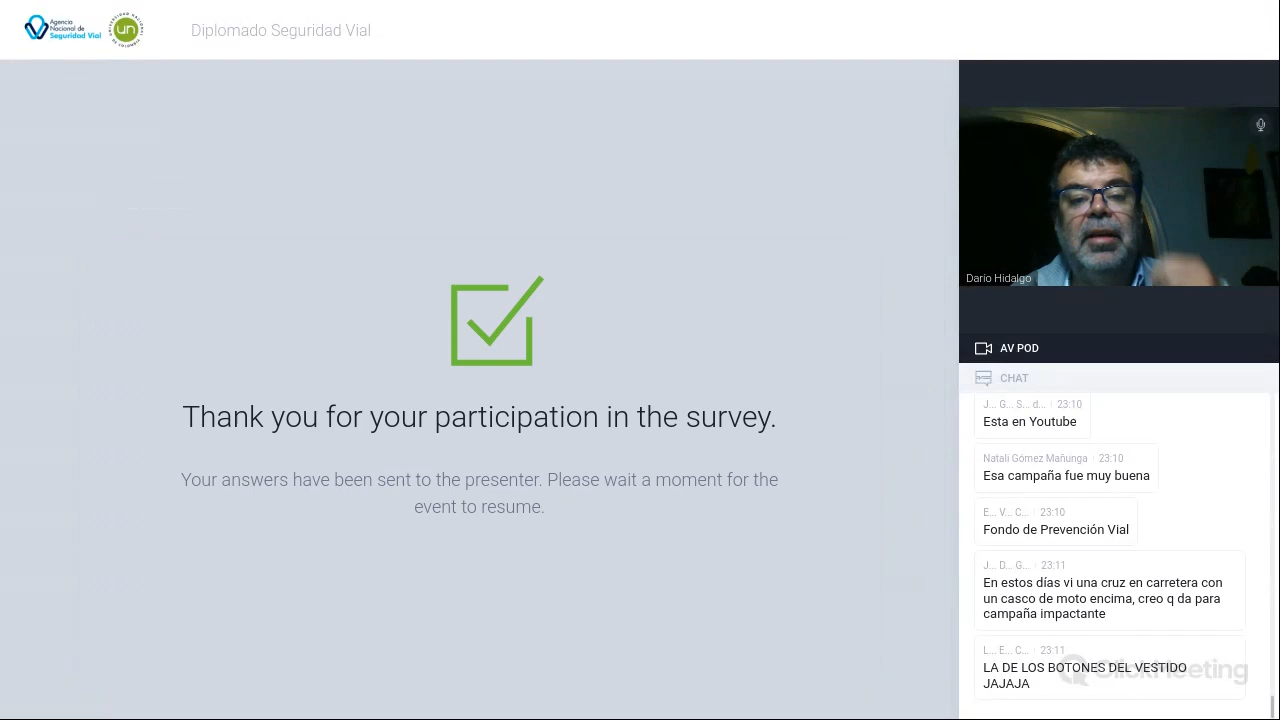 Agencia
Nacional de
Seguridad Vial
un
Diplomado Seguridad Vial
Thank you for your participation in the survey.
Your answers have been sent to the presenter. Please wait a moment for the
event to resume.
Darío Hidalgo
AV POD
CHAT
J... G... S... d... 23:10
Esta en Youtube
Natali Gómez Mañunga 23:10
Esa campaña fue muy buena
E... V... C... 23:10
Fondo de Prevención Vial
J... D... G... 23:11
En estos días vi una cruz en carretera con
un casco de moto encima, creo q da para
campaña impactante
L... E... C... 23:11
LA DE LOS BOTONES DEL VESTIDO
JAJAJA
ClickMeeting